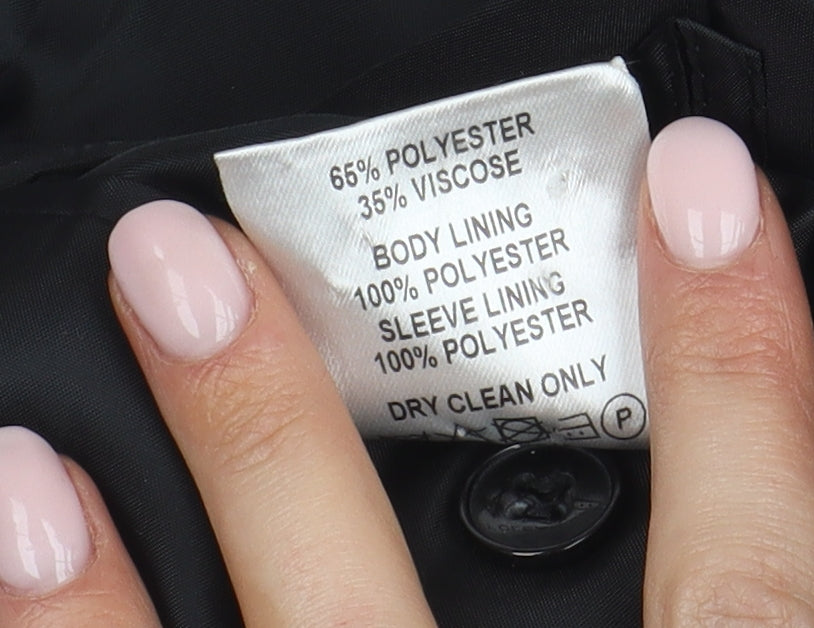 65% POLYESTER
35% VISCOSE
BODY LINING
100% POLYESTER
SLEEVE LINING
100% POLYESTER
DRY CLEAN ONLY
P